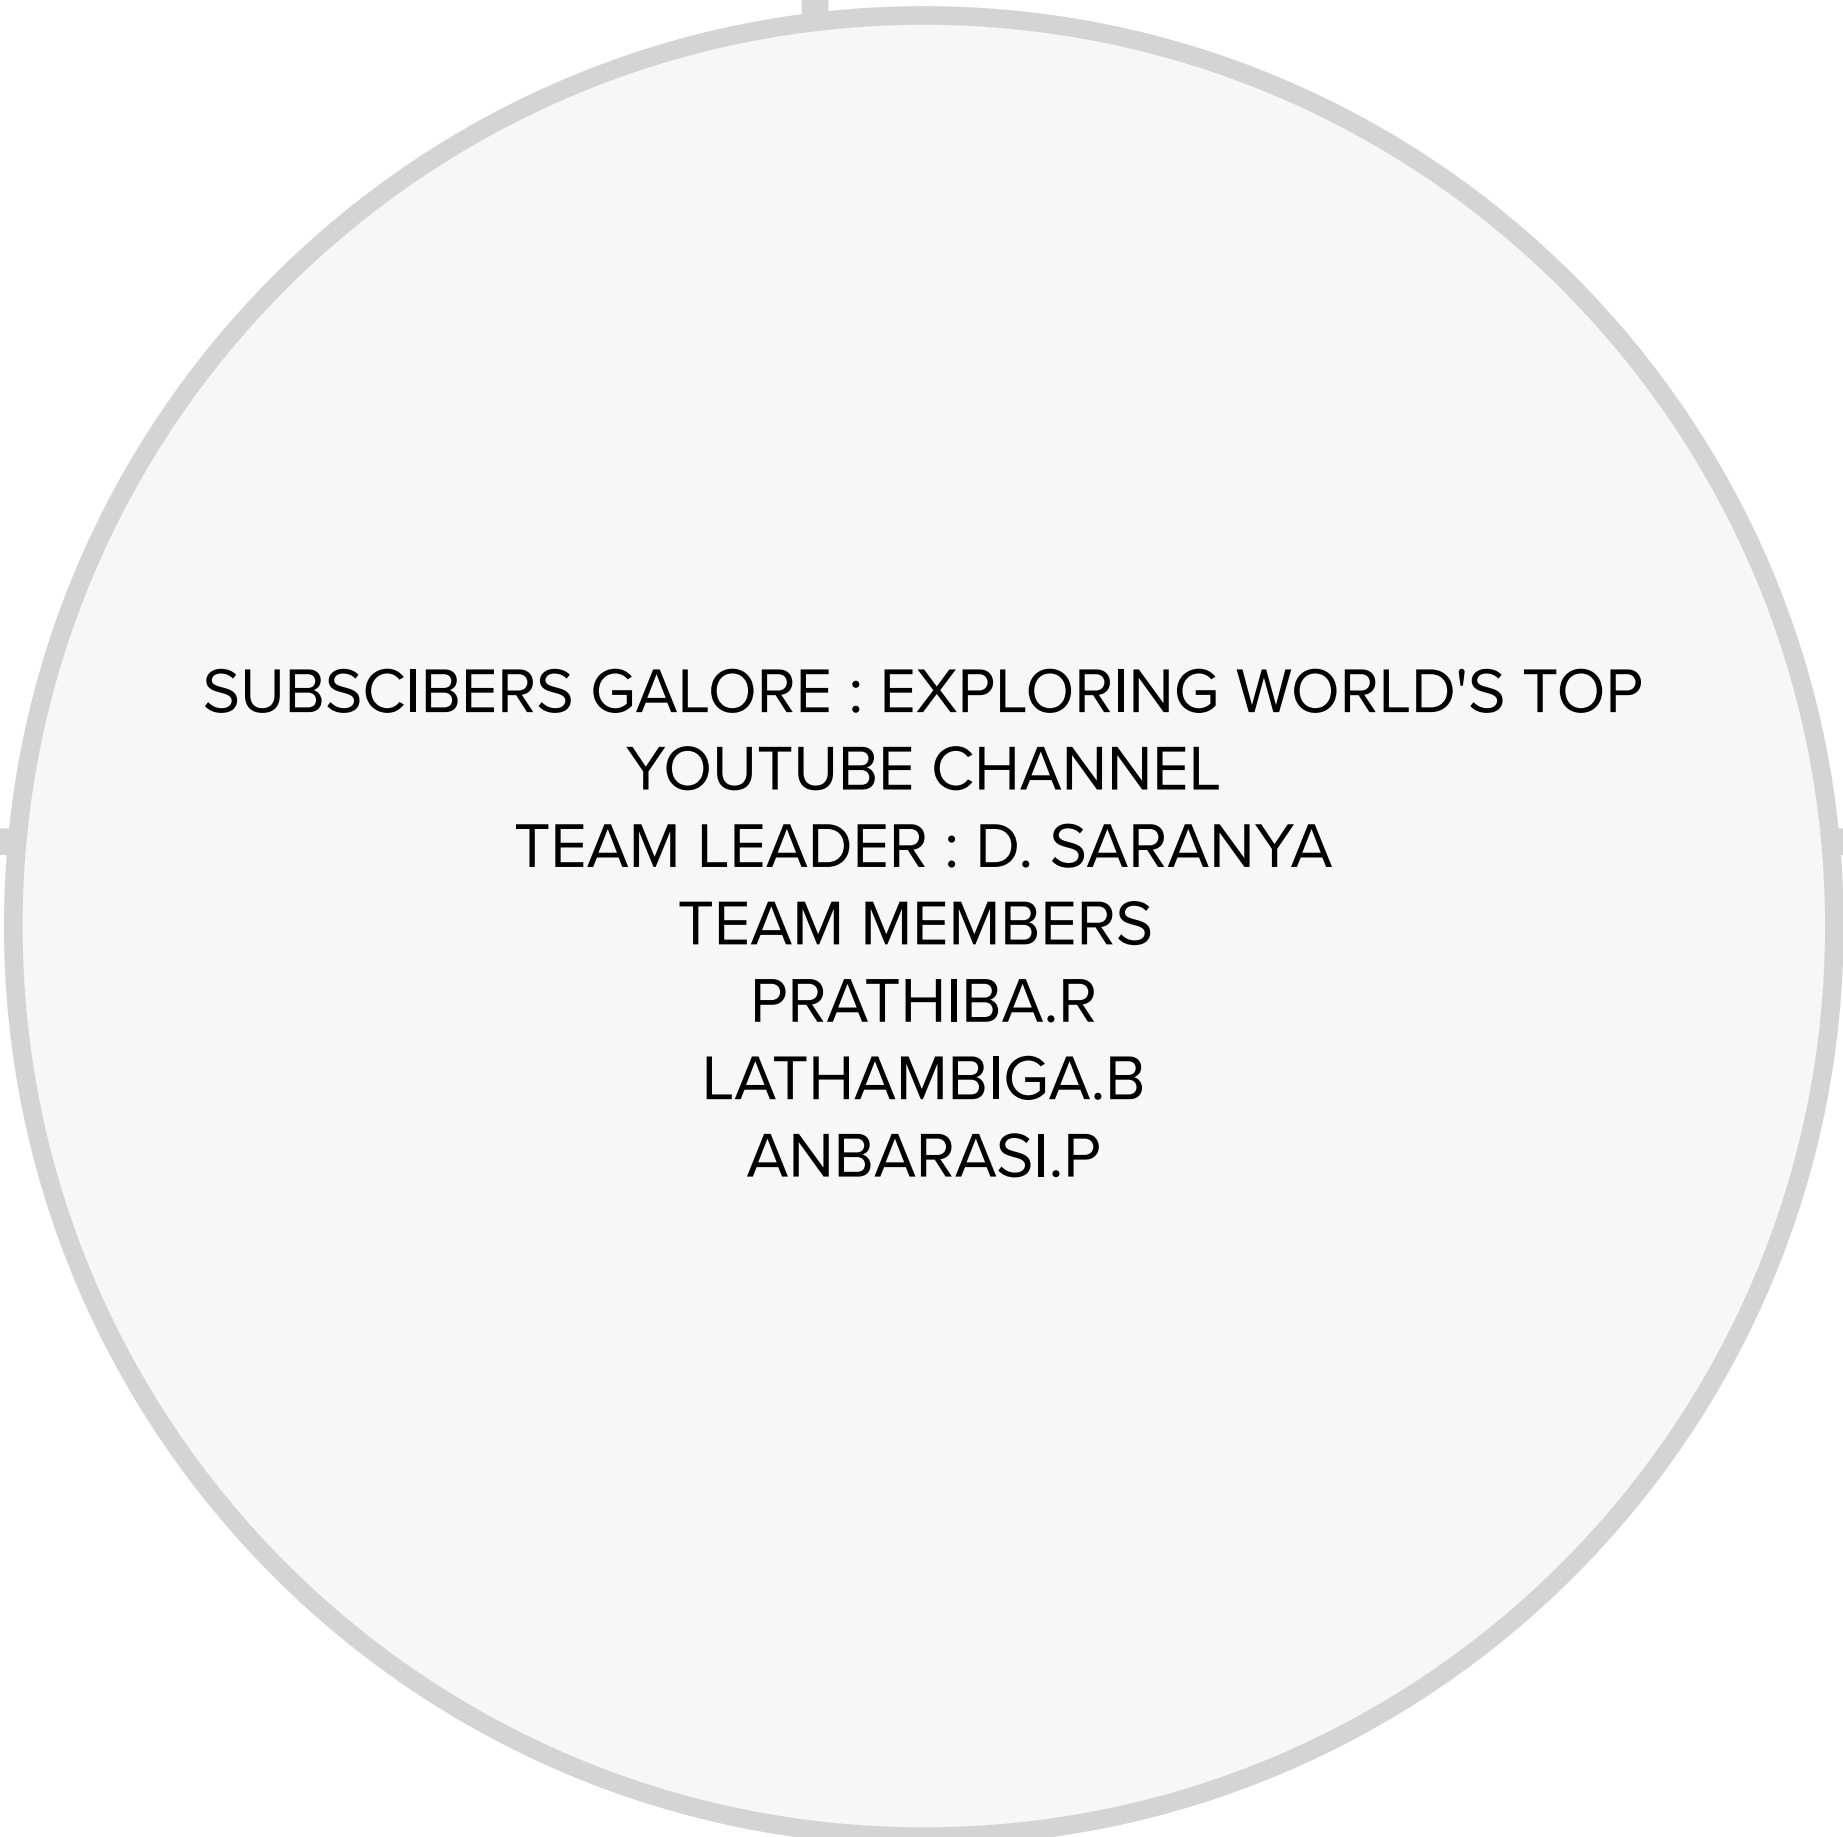 SUBSCIBERS GALORE : EXPLORING WORLD'S TOP
YOUTUBE CHANNEL
TEAM LEADER : D. SARANYA
TEAM MEMBERS
PRATHIBA.R
LATHAMBIGA.B
ANBARASI.P